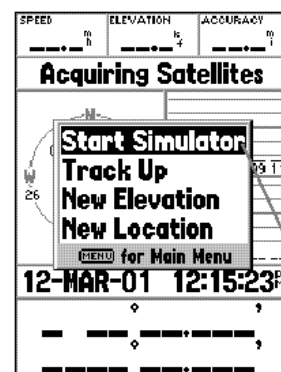 SPEED ELEVATION ACCURACY
Acquiring Satellites
N
Start Simulator
Track Up
W
26
New Elevation
New Location
MENU for Main Menu
12-MAR-01 12:15:23P